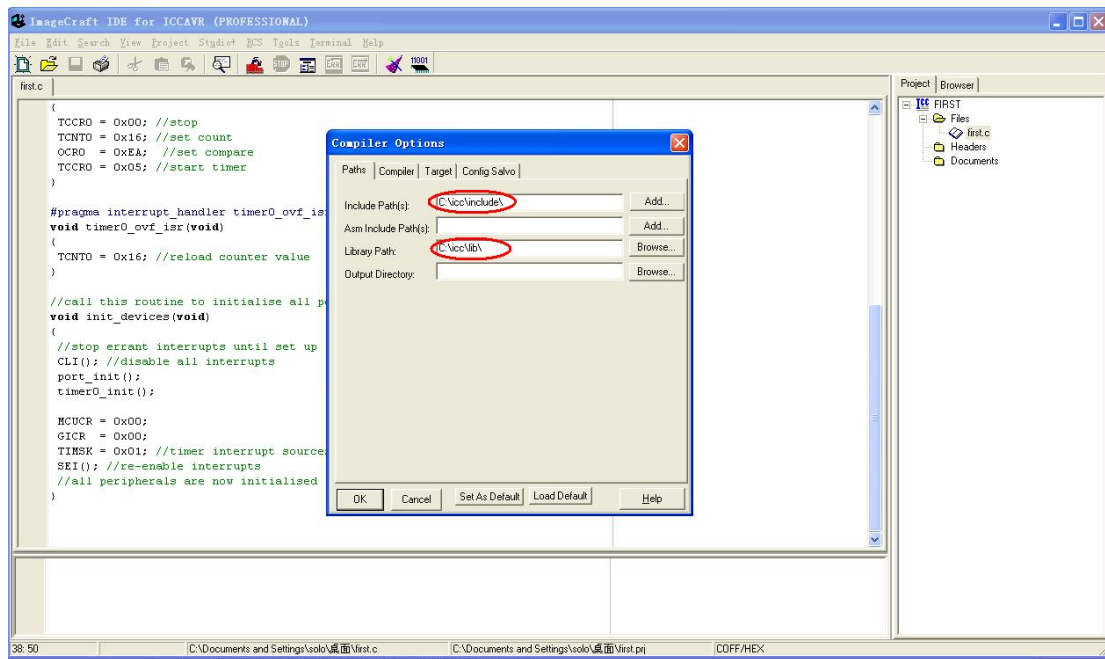 ImageCraft IDE for ICCAVR (PROFESSIONAL)
File Edit Search View Project Studio+ RCS Tools Terminal Help
first.c
{
TCCR0 = 0x00; //stop
TCNT0 = 0x16; //set count
OCR0 = 0xEA; //set compare
TCCR0 = 0x05; //start timer
}
#pragma interrupt_handler timer0_ovf_is
void timer0_ovf_isr(void)
{
TCNT0 = 0x16; //reload counter value
}
//call this routine to initialise all p
void init_devices(void)
{
//stop errant interrupts until set up
CLI(); //disable all interrupts
port_init();
timer0_init();
MCUCR = 0x00;
GICR = 0x00;
TIMSK = 0x01; //timer interrupt source
SEI(); //re-enable interrupts
//all peripherals are now initialised
}
Compiler Options
Paths Compiler Target Config Salvo
Include Path(s): C:\icc\include\ Add...
Asm Include Path(s): Add...
Library Path: C:\icc\lib\ Browse...
Output Directory: Browse...
OK Cancel Set As Default Load Default Help
Project Browser
FIRST
Files
first.c
Headers
Documents
38: 50 C:\Documents and Settings\solo\桌面\first.c C:\Documents and Settings\solo\桌面\first.prj COFF/HEX